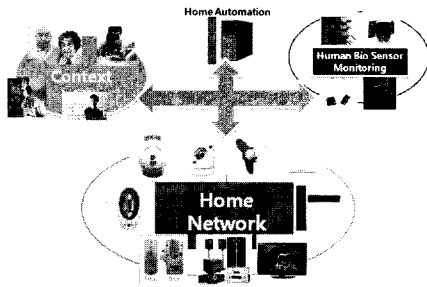 Home Automation
Context
Human Bio Sensor
Monitoring
Home
Network